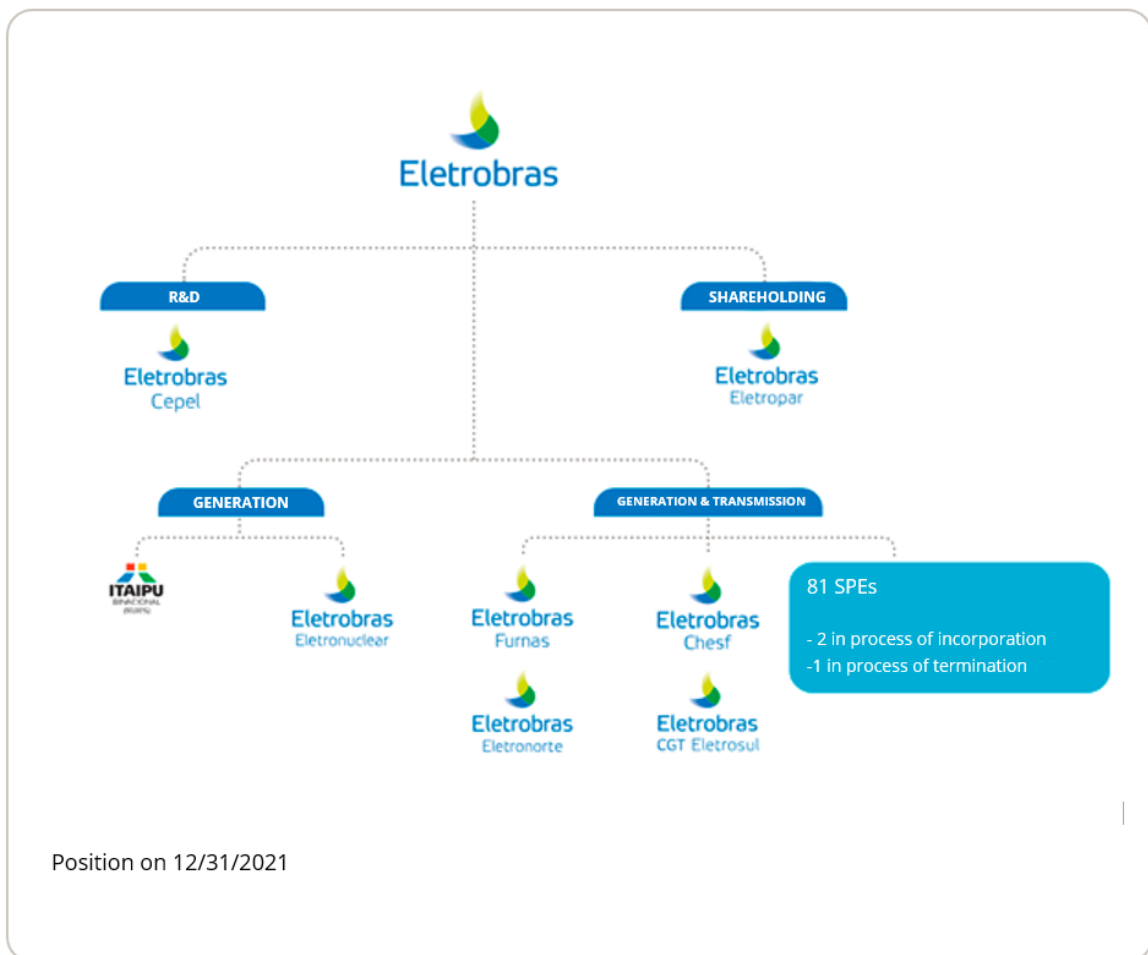 Eletrobras
R&D
SHAREHOLDING
Eletrobras
Cepel
Eletrobras
Eletropar
GENERATION
GENERATION & TRANSMISSION
ITAIPU
BINACIONAL
Eletrobras
Eletronuclear
Eletrobras
Furnas
Eletrobras
Chesf
81 SPEs
- 2 in process of incorporation
-1 in process of termination
Eletrobras
Eletronorte
Eletrobras
CGT Eletrosul
Position on 12/31/2021